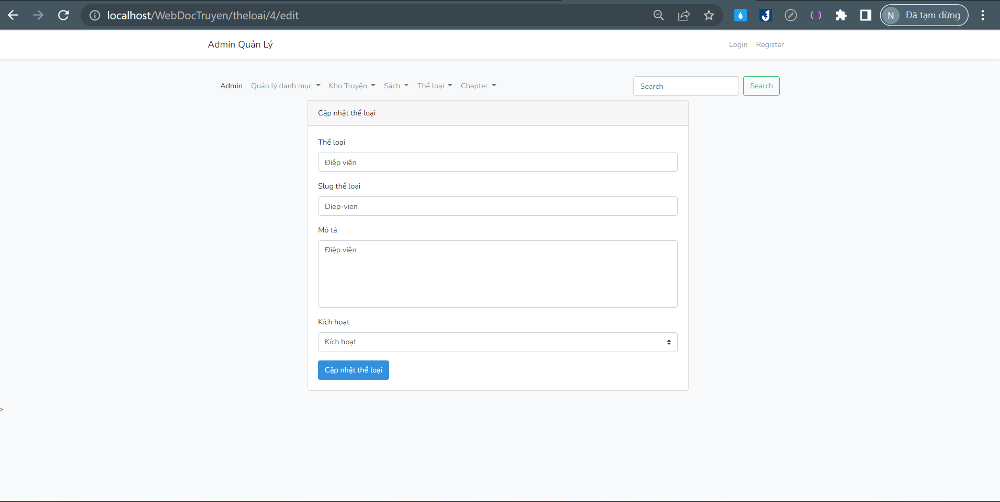 localhost/WebDocTruyen/theloai/4/edit
N Đã tạm dừng
Admin Quản Lý
Login Register
Admin Quản lý danh mục Kho Truyện Sách Thể loại Chapter Search Search
Cập nhật thể loại
Thể loại
Điệp viên
Slug thể loại
Diep-vien
Mô tả
Điệp viên
Kích hoạt
Kích hoạt
Cập nhật thể loại
>